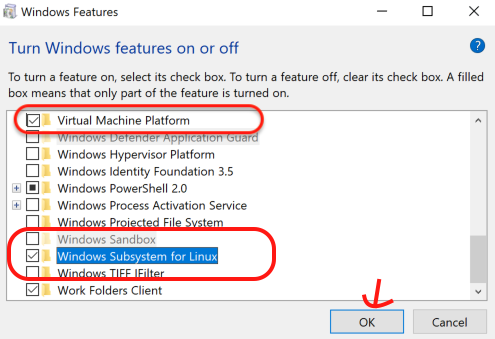 Windows Features
Turn Windows features on or off
?
To turn a feature on, select its check box. To turn a feature off, clear its check box. A filled
box means that only part of the feature is turned on.
Virtual Machine Platform
Windows Defender Application Guard
Windows Hypervisor Platform
Windows Identity Foundation 3.5
Windows PowerShell 2.0
Windows Process Activation Service
Windows Projected File System
Windows Sandbox
Windows Subsystem for Linux
Windows TIFF IFilter
Work Folders Client
OK
Cancel